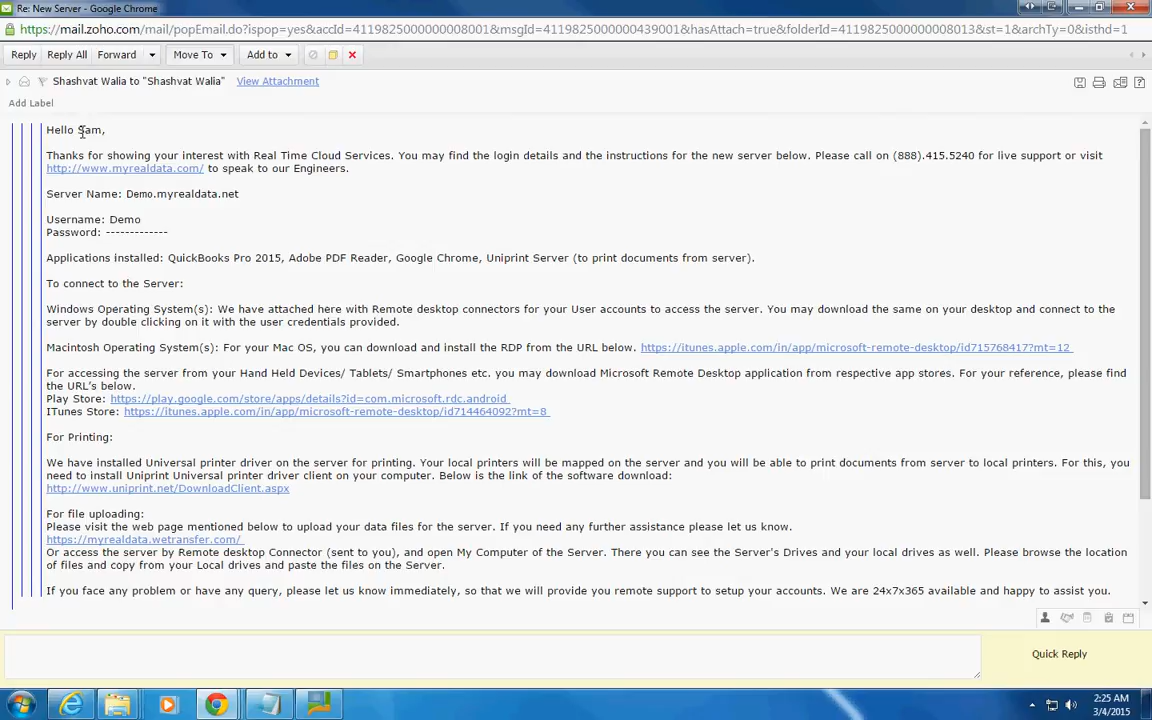 Re: New Server - Google Chrome
https://mail.zoho.com/mail/popEmail.do?ispop=yes&accId=4119825000000008001&msgId=4119825000000439001&hasAttach=true&folderId=4119825000000008013&st=1&archTy=0&isthd=1
Reply Reply All Forward Move To Add to
Shashvat Walia to "Shashvat Walia" View Attachment
Add Label
Hello Sam,
Thanks for showing your interest with Real Time Cloud Services. You may find the login details and the instructions for the new server below. Please call on (888).415.5240 for live support or visit
http://www.myrealdata.com/ to speak to our Engineers.
Server Name: Demo.myrealdata.net
Username: Demo
Password: -------------
Applications installed: QuickBooks Pro 2015, Adobe PDF Reader, Google Chrome, Uniprint Server (to print documents from server).
To connect to the Server:
Windows Operating System(s): We have attached here with Remote desktop connectors for your User accounts to access the server. You may download the same on your desktop and connect to the
server by double clicking on it with the user credentials provided.
Macintosh Operating System(s): For your Mac OS, you can download and install the RDP from the URL below. https://itunes.apple.com/in/app/microsoft-remote-desktop/id715768417?mt=12
For accessing the server from your Hand Held Devices/ Tablets/ Smartphones etc. you may download Microsoft Remote Desktop application from respective app stores. For your reference, please find
the URL's below.
Play Store: https://play.google.com/store/apps/details?id=com.microsoft.rdc.android
ITunes Store: https://itunes.apple.com/in/app/microsoft-remote-desktop/id714464092?mt=8
For Printing:
We have installed Universal printer driver on the server for printing. Your local printers will be mapped on the server and you will be able to print documents from server to local printers. For this, you
need to install Uniprint Universal printer driver client on your computer. Below is the link of the software download:
http://www.uniprint.net/DownloadClient.aspx
For file uploading:
Please visit the web page mentioned below to upload your data files for the server. If you need any further assistance please let us know.
https://myrealdata.wetransfer.com/
Or access the server by Remote desktop Connector (sent to you), and open My Computer of the Server. There you can see the Server's Drives and your local drives as well. Please browse the location
of files and copy from your Local drives and paste the files on the Server.
If you face any problem or have any query, please let us know immediately, so that we will provide you remote support to setup your accounts. We are 24x7x365 available and happy to assist you.
Quick Reply
2:25 AM
3/4/2015